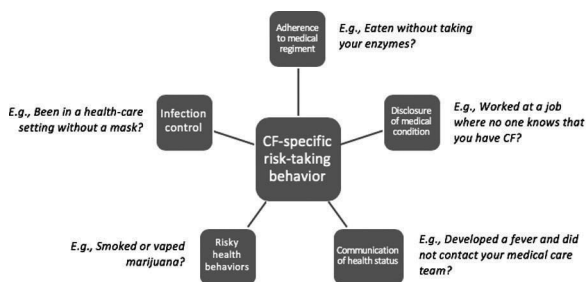 Adherence
to medical
regiment
E.g., Eaten without taking
your enzymes?
E.g., Been in a health-care
setting without a mask?
Infection
control
CF-specific
risk-taking
behavior
Disclosure
of medical
condition
E.g., Worked at a job
where no one knows that
you have CF?
E.g., Smoked or vaped
marijuana?
Risky
health
behaviors
Communication
of health status
E.g., Developed a fever and did
not contact your medical care
team?